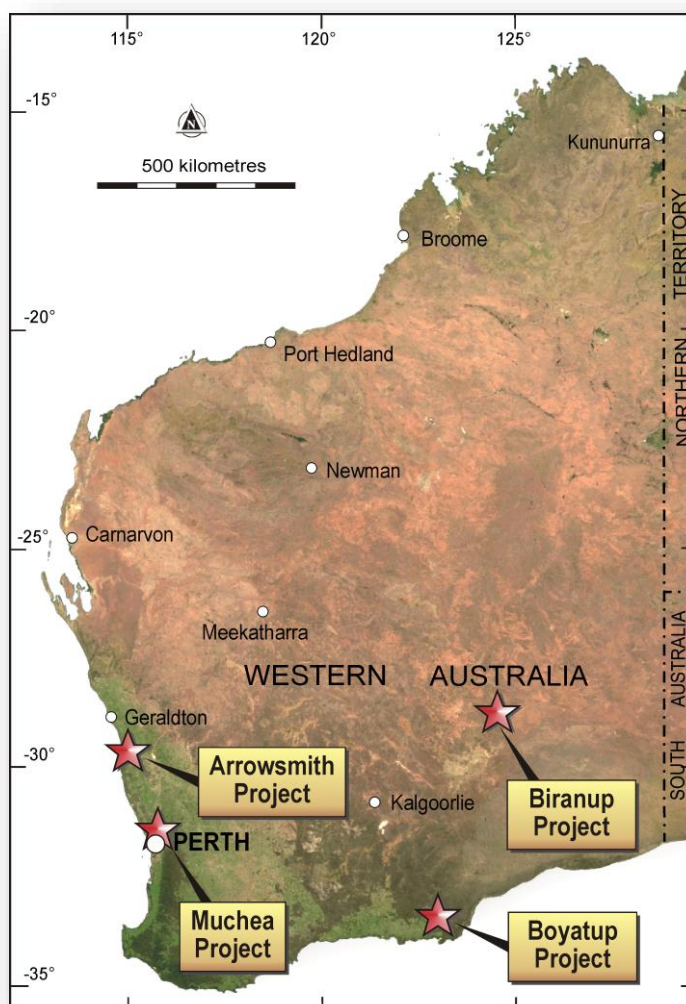 115°
120°
125°
-15°
N
500 kilometres
Kununurra
Broome
NORTHERN TERRITORY
-20°
Port Hedland
Newman
-25°
Carnarvon
Meekatharra
WESTERN AUSTRALIA
SOUTH AUSTRALIA
Geraldton
-30°
Arrowsmith
Project
Kalgoorlie
Biranup
Project
PERTH
Muchea
Project
Boyatup
Project
-35°